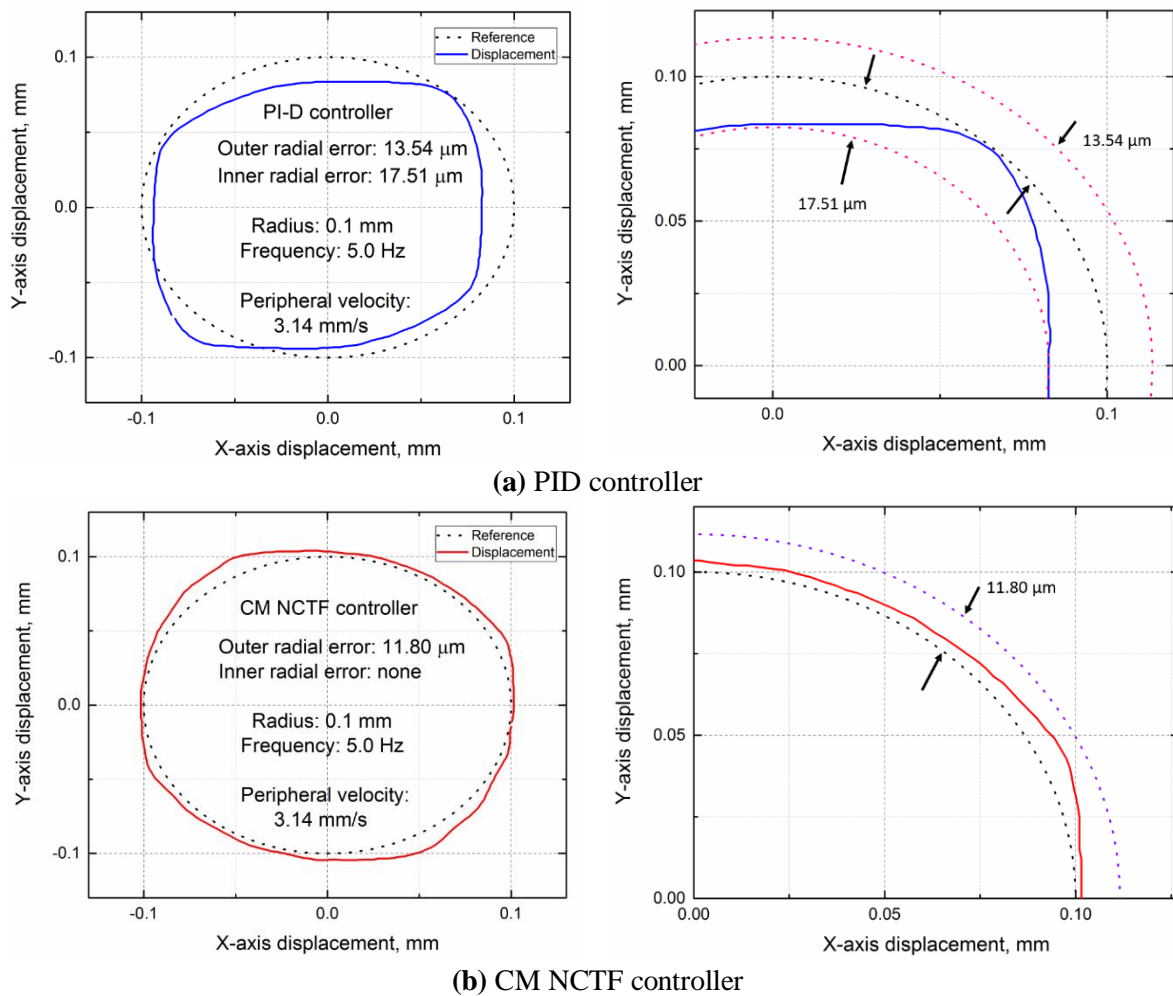 Reference
Displacement
0.1
0.0
-0.1
Y-axis displacement, mm
PI-D controller
Outer radial error: 13.54 μm
Inner radial error: 17.51 μm
Radius: 0.1 mm
Frequency: 5.0 Hz
Peripheral velocity:
3.14 mm/s
-0.1
0.0
0.1
X-axis displacement, mm
0.10
0.05
0.00
Y-axis displacement, mm
13.54 μm
17.51 μm
0.0
0.1
X-axis displacement, mm
(a) PID controller
Reference
Displacement
0.1
0.0
-0.1
Y-axis displacement, mm
CM NCTF controller
Outer radial error: 11.80 μm
Inner radial error: none
Radius: 0.1 mm
Frequency: 5.0 Hz
Peripheral velocity:
3.14 mm/s
-0.1
0.0
0.1
X-axis displacement, mm
0.10
0.05
0.00
Y-axis displacement, mm
11.80 μm
0.00
0.05
0.10
X-axis displacement, mm
(b) CM NCTF controller